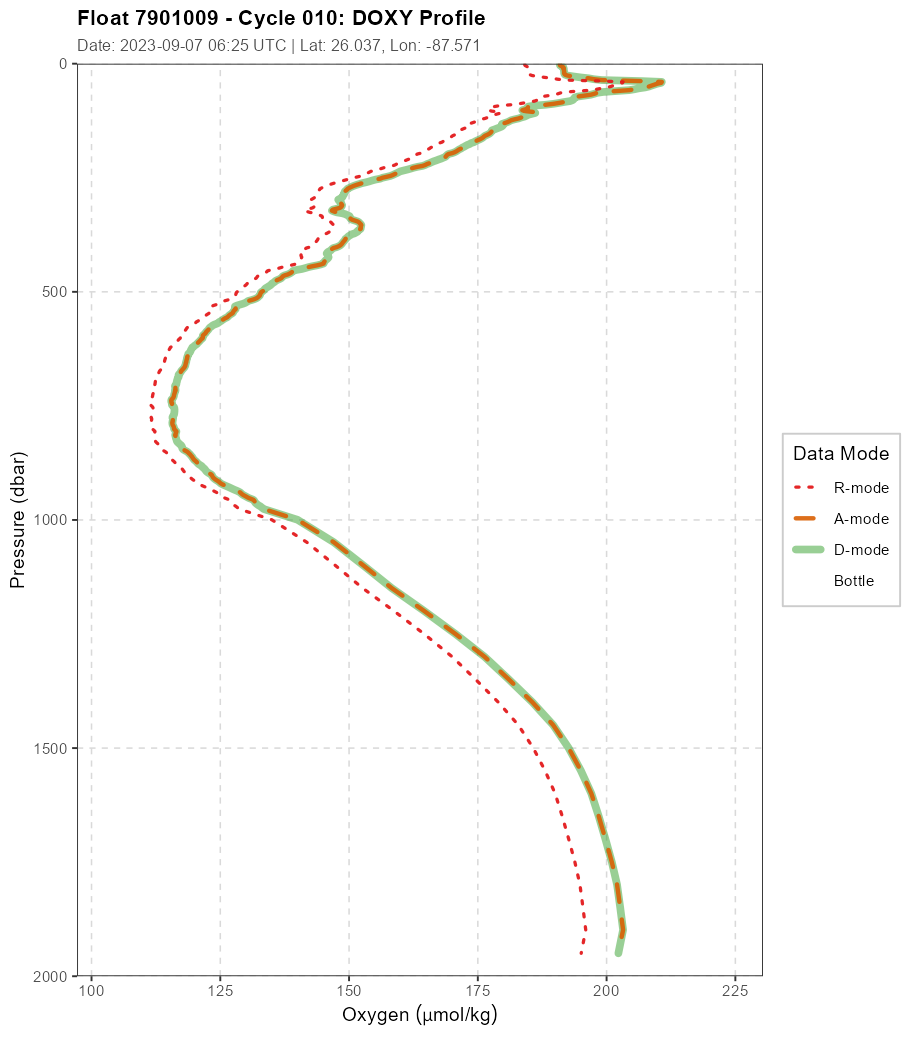 Float 7901009 - Cycle 010: DOXY Profile
Date: 2023-09-07 06:25 UTC | Lat: 26.037, Lon: -87.571
0
500
1000
1500
2000
Pressure (dbar)
100 125 150 175 200 225
Oxygen (μmol/kg)
Data Mode
R-mode
A-mode
D-mode
Bottle